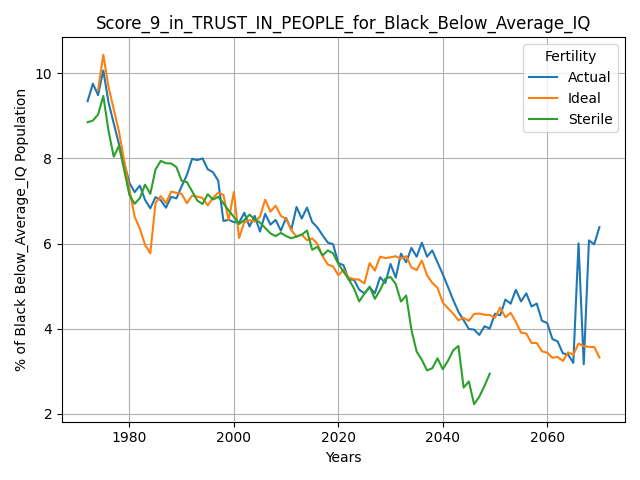 Score_9_in_TRUST_IN_PEOPLE_for_Black_Below_Average_IQ
% of Black Below_Average_IQ Population
10
8
6
4
2
Fertility
Actual
Ideal
Sterile
1980 2000 2020 2040 2060
Years